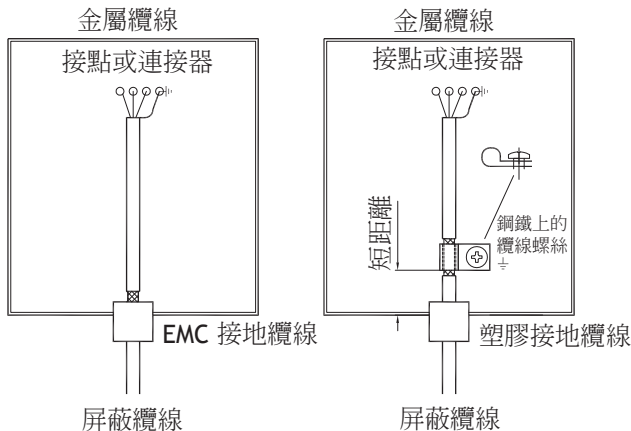 金屬纜線
接點或連接器
EMC 接地纜線
屏蔽纜線
金屬纜線
接點或連接器
短距離
鋼鐵上的
纜線螺絲
塑膠接地纜線
屏蔽纜線